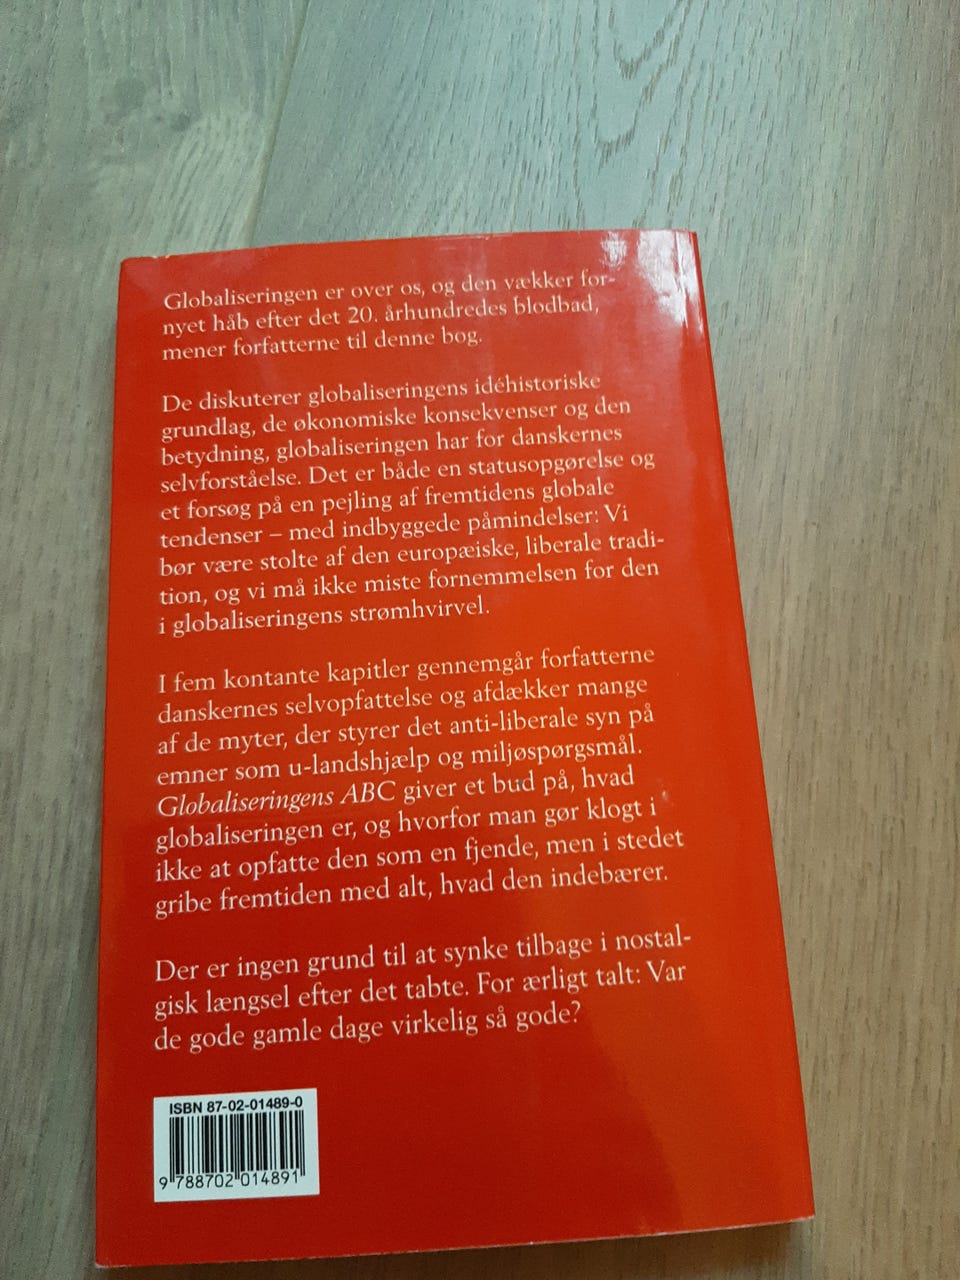 Globaliseringen er over os, og den vækker for-
nyet håb efter det 20. århundredes blodbad,
mener forfatterne til denne bog.
De diskuterer globaliseringens idéhistoriske
grundlag, de økonomiske konsekvenser og den
betydning, globaliseringen har for danskernes
selvforståelse. Det er både en statusopgørelse og
et forsøg på en pejling af fremtidens globale
tendenser – med indbyggede påmindelser: Vi
bør være stolte af den europæiske, liberale tradi-
tion, og vi må ikke miste fornemmelsen for den
i globaliseringens strømhvirvel.
I fem kontante kapitler gennemgår forfatterne
danskernes selvopfattelse og afdækker mange
af de myter, der styrer det anti-liberale syn på
emner som u-landshjælp og miljøspørgsmål.
Globaliseringens ABC giver et bud på, hvad
globaliseringen er, og hvorfor man gør klogt i
ikke at opfatte den som en fjende, men i stedet
gribe fremtiden med alt, hvad den indebærer.
Der er ingen grund til at synke tilbage i nostal-
gisk længsel efter det tabte. For ærligt talt: Var
de gode gamle dage virkelig så gode?
ISBN 87-02-01489-0
9 788702 014891